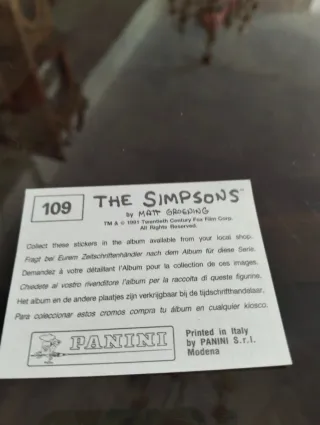 109
THE SIMPSONS™
by MATT GROENING
TM & © 1991 Twentieth Century Fox Film Corp.
All Rights Reserved.
Collect these stickers in the album available from your local shop.
Fragt bei Eurem Zeitschriftenhändler nach dem Album für diese Serie.
Demandez à votre détaillant l'Album pour la collection de ces images.
Chiedete al vostro rivenditore l'album per la raccolta di queste figurine.
Het album en de andere plaatjes zijn verkrijgbaar bij de tijdschrifthandelaar.
Para coleccionar estos cromos compra tu álbum en cualquier kiosco.
PANINI
Printed in Italy
by PANINI S.r.l.
Modena